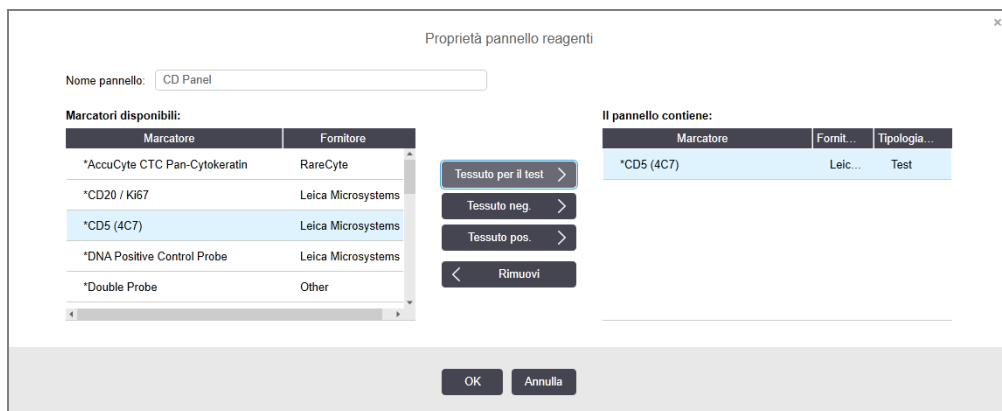 ×
Proprietà pannello reagenti
Nome pannello: CD Panel
Marcatori disponibili:
Marcatore Fornitore
*AccuCyte CTC Pan-Cytokeratin RareCyte
*CD20 / Ki67 Leica Microsystems
*CD5 (4C7) Leica Microsystems
*DNA Positive Control Probe Leica Microsystems
*Double Probe Other
Tessuto per il test
Tessuto neg.
Tessuto pos.
Rimuovi
Il pannello contiene:
Marcatore Fornit... Tipologia...
*CD5 (4C7) Leic... Test
OK Annulla